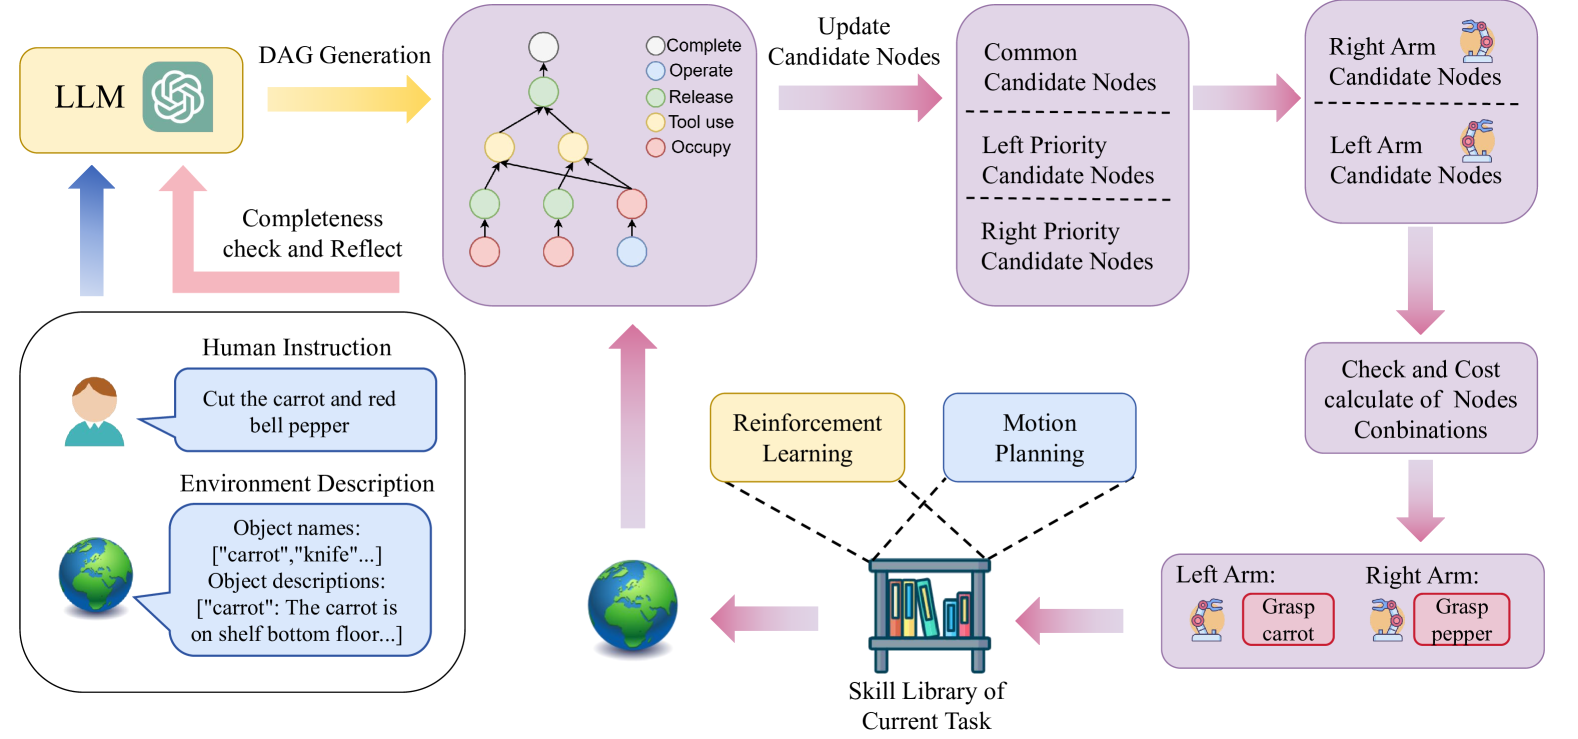 LLM
DAG Generation
Completeness
check and Reflect
Complete
Operate
Release
Tool use
Occupy
Update
Candidate Nodes
Common
Candidate Nodes
Left Priority
Candidate Nodes
Right Priority
Candidate Nodes
Right Arm
Candidate Nodes
Left Arm
Candidate Nodes
Check and Cost
calculate of Nodes
Conbinations
Left Arm:
Grasp
carrot
Right Arm:
Grasp
pepper
Reinforcement
Learning
Motion
Planning
Skill Library of
Current Task
Human Instruction
Cut the carrot and red
bell pepper
Environment Description
Object names:
["carrot","knife"...]
Object descriptions:
["carrot": The carrot is
on shelf bottom floor...]